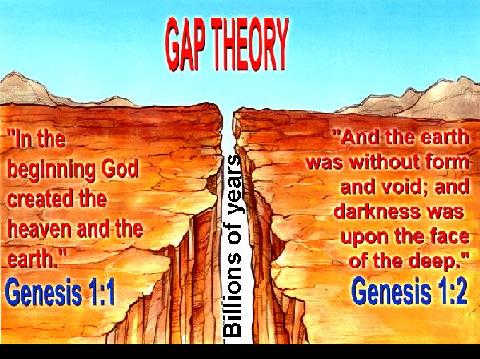 GAP THEORY
"In the
beginning God
created the
heaven and the
earth."
Genesis 1:1
Billions of years
"And the earth
was without form
and void; and
darkness was
upon the face
of the deep."
Genesis 1:2